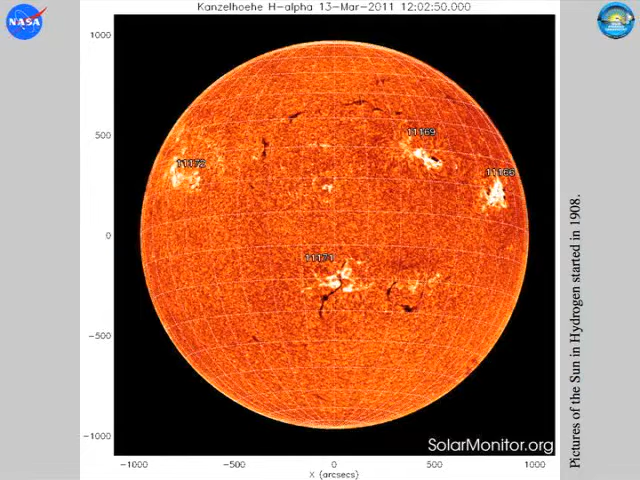 NASA
Kanzelhoehe H-alpha 13-Mar-2011 12:02:50.000
1000
500
0
-500
-1000
11169
11172
11166
11171
SolarMonitor.org
-1000
-500
0
500
1000
X (arcsecs)
Pictures of the Sun in Hydrogen started in 1908.